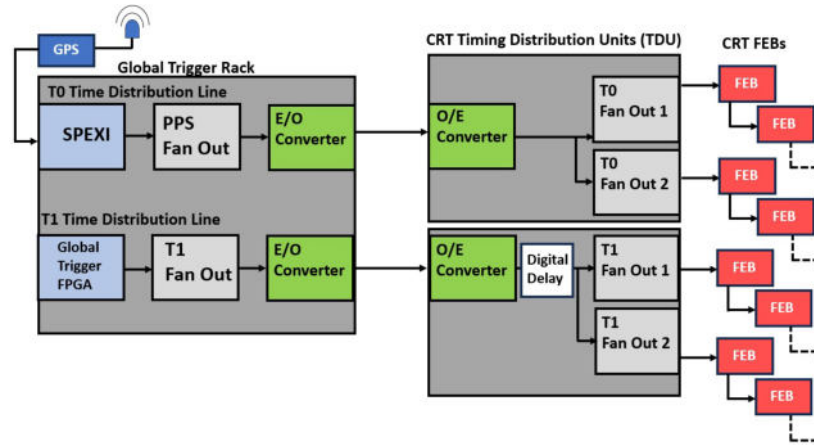 GPS
Global Trigger Rack
T0 Time Distribution Line
SPEXI
PPS
Fan Out
E/O
Converter
T1 Time Distribution Line
Global
Trigger
FPGA
T1
Fan Out
E/O
Converter
CRT Timing Distribution Units (TDU)
O/E
Converter
T0
Fan Out 1
T0
Fan Out 2
O/E
Converter
Digital
Delay
T1
Fan Out 1
T1
Fan Out 2
CRT FEBs
FEB
FEB
FEB
FEB
FEB
FEB
FEB
FEB